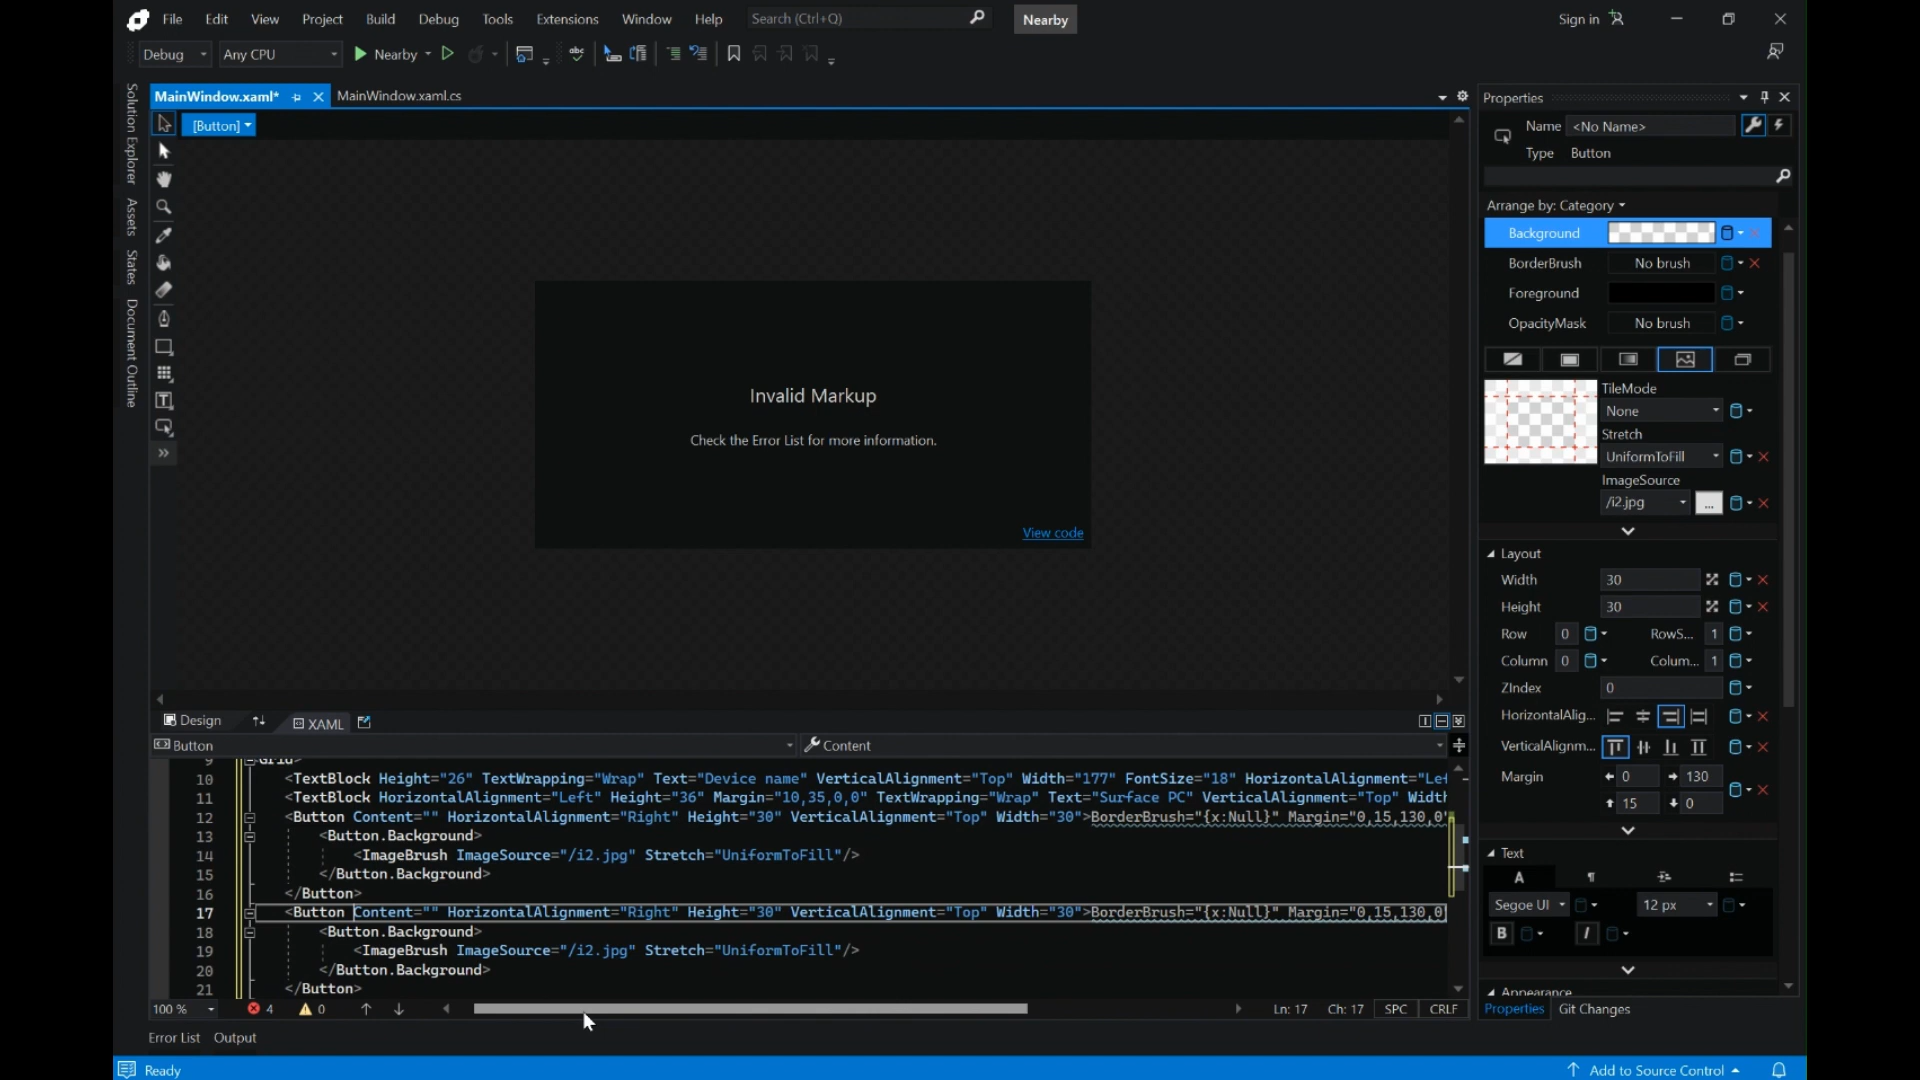 File Edit View Project Build Debug Tools Extensions Window Help Search (Ctrl+Q) Nearby Sign in
Debug Any CPU Nearby
MainWindow.xaml* MainWindow.xaml.cs
[Button]
Solution Explorer
Assets
States
Document Outline
Invalid Markup
Check the Error List for more information.
View code
Design XAML
Button Content
9 Grid>
10 <TextBlock Height="26" TextWrapping="Wrap" Text="Device name" VerticalAlignment="Top" Width="177" FontSize="18" HorizontalAlignment="Lef
11 <TextBlock HorizontalAlignment="Left" Height="36" Margin="10,35,0,0" TextWrapping="Wrap" Text="Surface PC" VerticalAlignment="Top" Width
12 <Button Content="" HorizontalAlignment="Right" Height="30" VerticalAlignment="Top" Width="30">BorderBrush="{x:Null}" Margin="0,15,130,0"
13 <Button.Background>
14 <ImageBrush ImageSource="/i2.jpg" Stretch="UniformToFill"/>
15 </Button.Background>
16 </Button>
17 <Button Content="" HorizontalAlignment="Right" Height="30" VerticalAlignment="Top" Width="30">BorderBrush="{x:Null}" Margin="0,15,130,0
18 <Button.Background>
19 <ImageBrush ImageSource="/i2.jpg" Stretch="UniformToFill"/>
20 </Button.Background>
21 </Button>
100 % 4 0 Ln: 17 Ch: 17 SPC CRLF
Error List Output
Ready Add to Source Control
Properties
Name <No Name>
Type Button
Arrange by: Category
Background
BorderBrush No brush
Foreground
OpacityMask No brush
TileMode
None
Stretch
UniformToFill
ImageSource
/i2.jpg ...
Layout
Width 30
Height 30
Row 0 RowS... 1
Column 0 Colum... 1
ZIndex 0
HorizontalAlig...
VerticalAlignm...
Margin 0 130
15 0
Text
A ¶
Segoe UI 12 px
B I
Appearance
Properties Git Changes